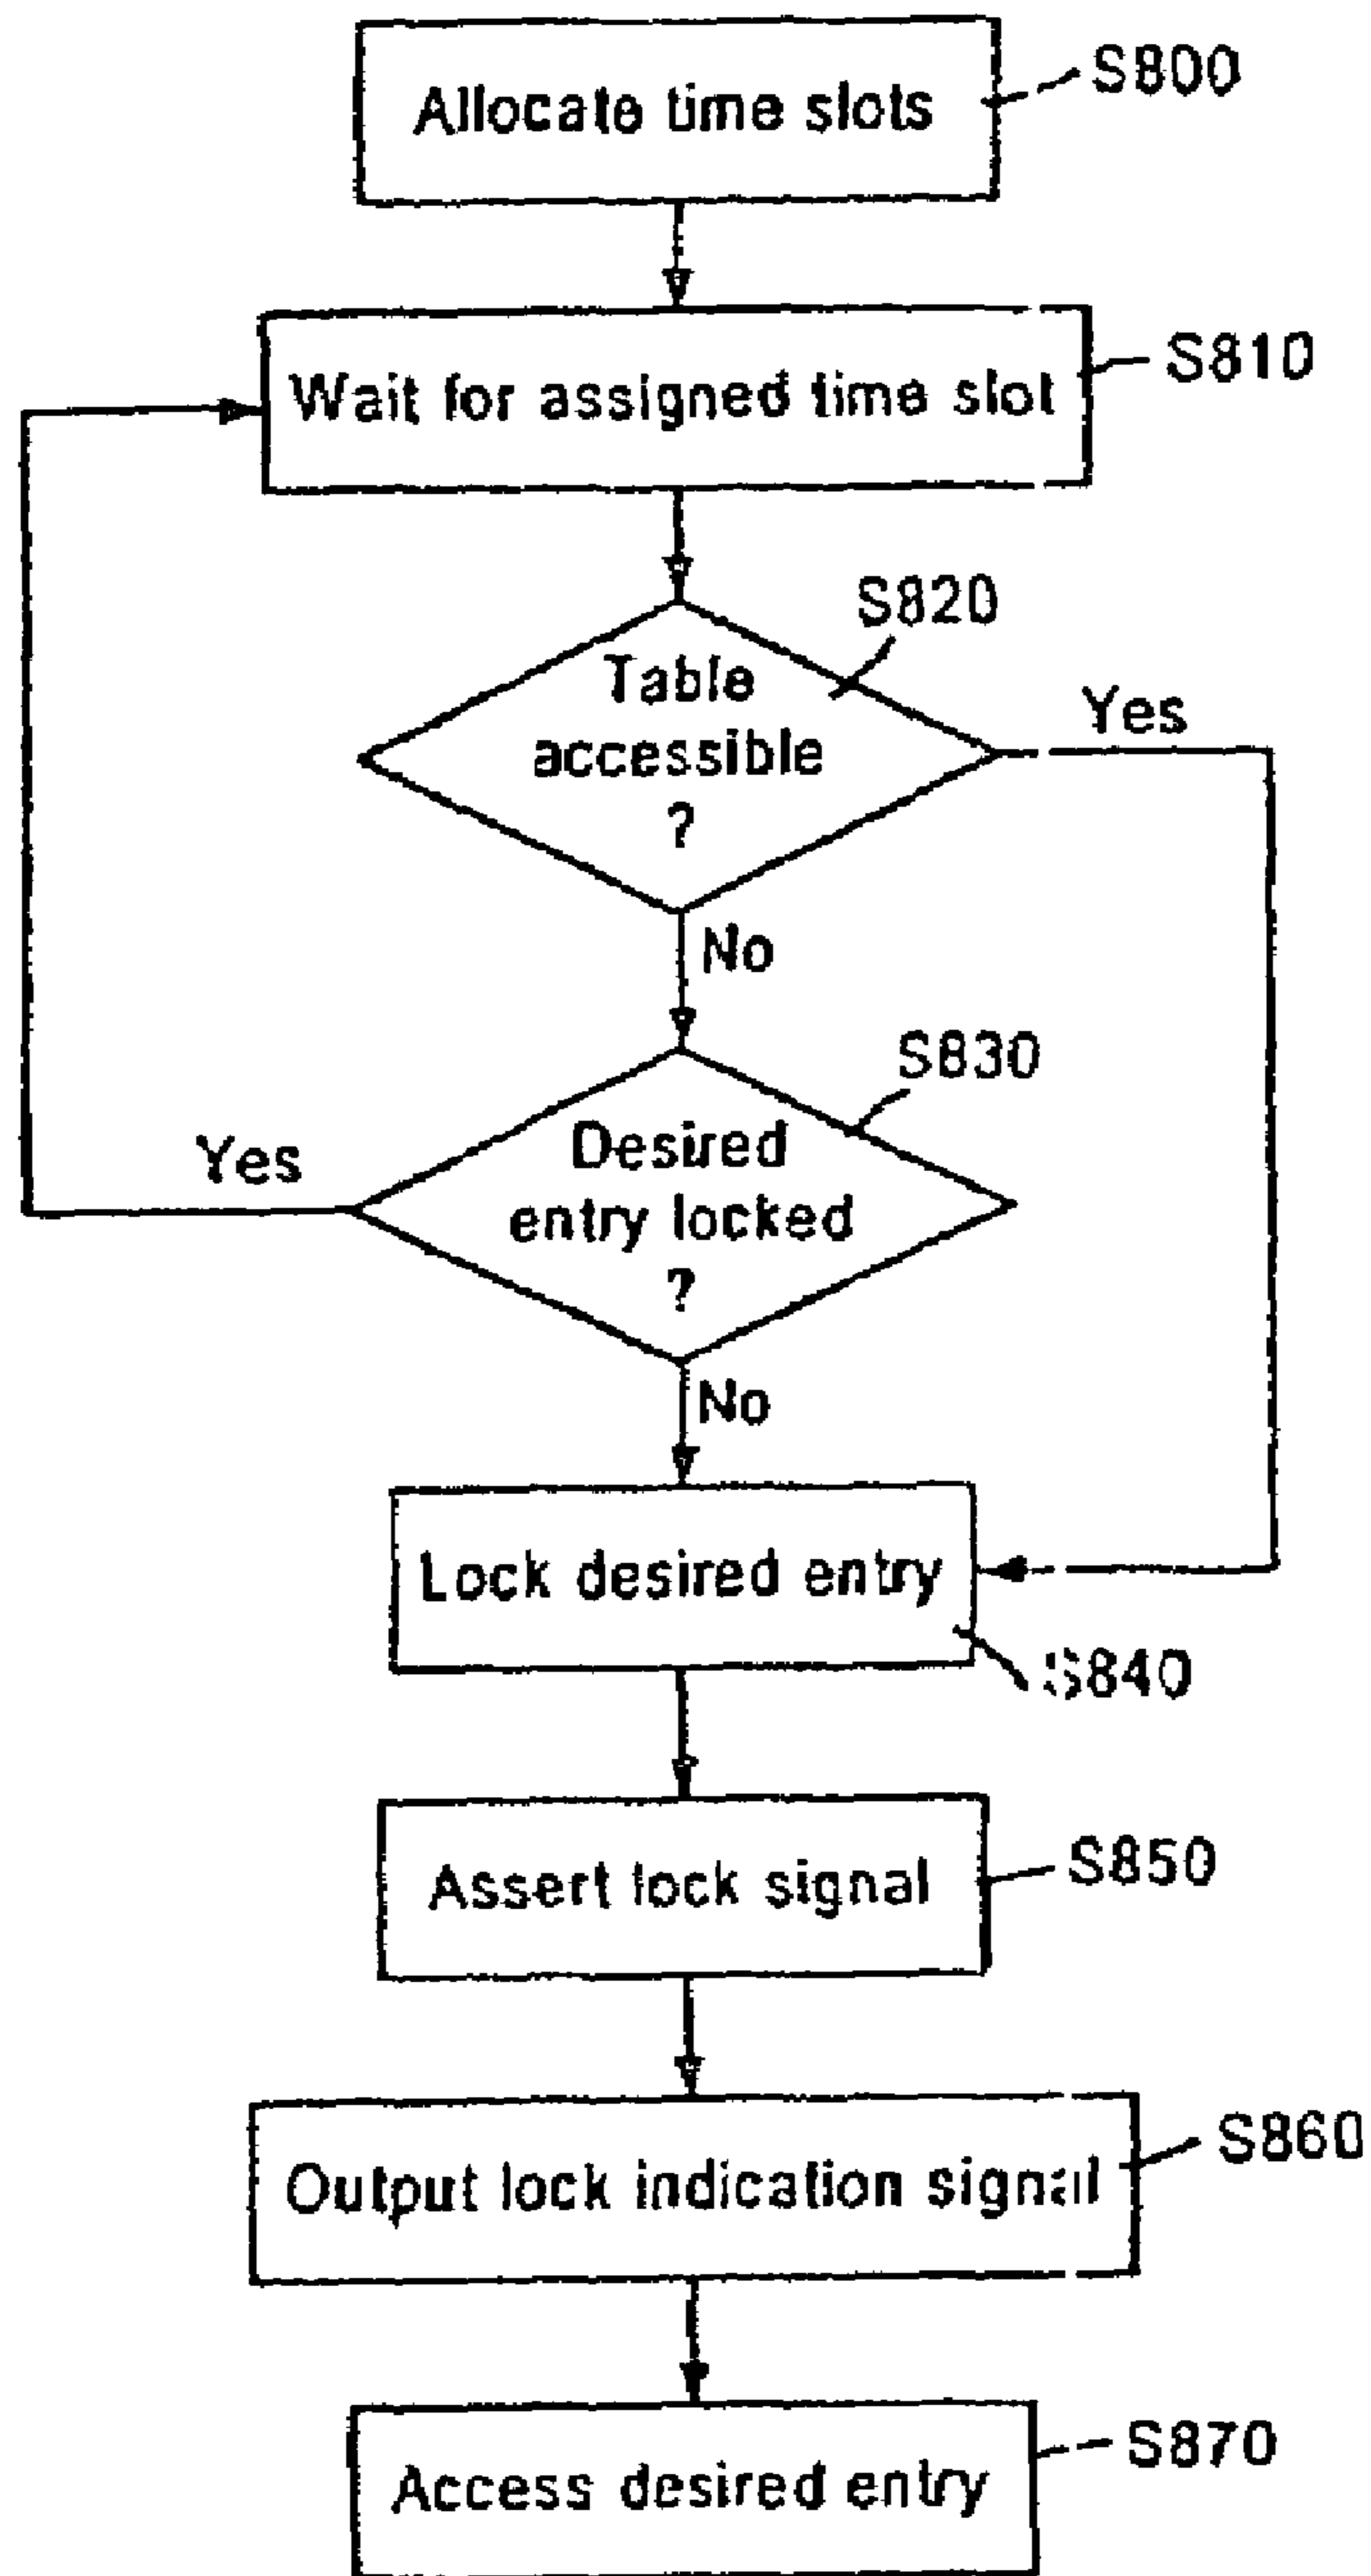 Allocate time slots
S800
Wait for assigned time slot
S810
S820
Table
accessible
?
Yes
No
S830
Desired
entry locked
?
Yes
No
Lock desired entry
S840
Assert lock signal
S850
Output lock indication signal
S860
Access desired entry
S870